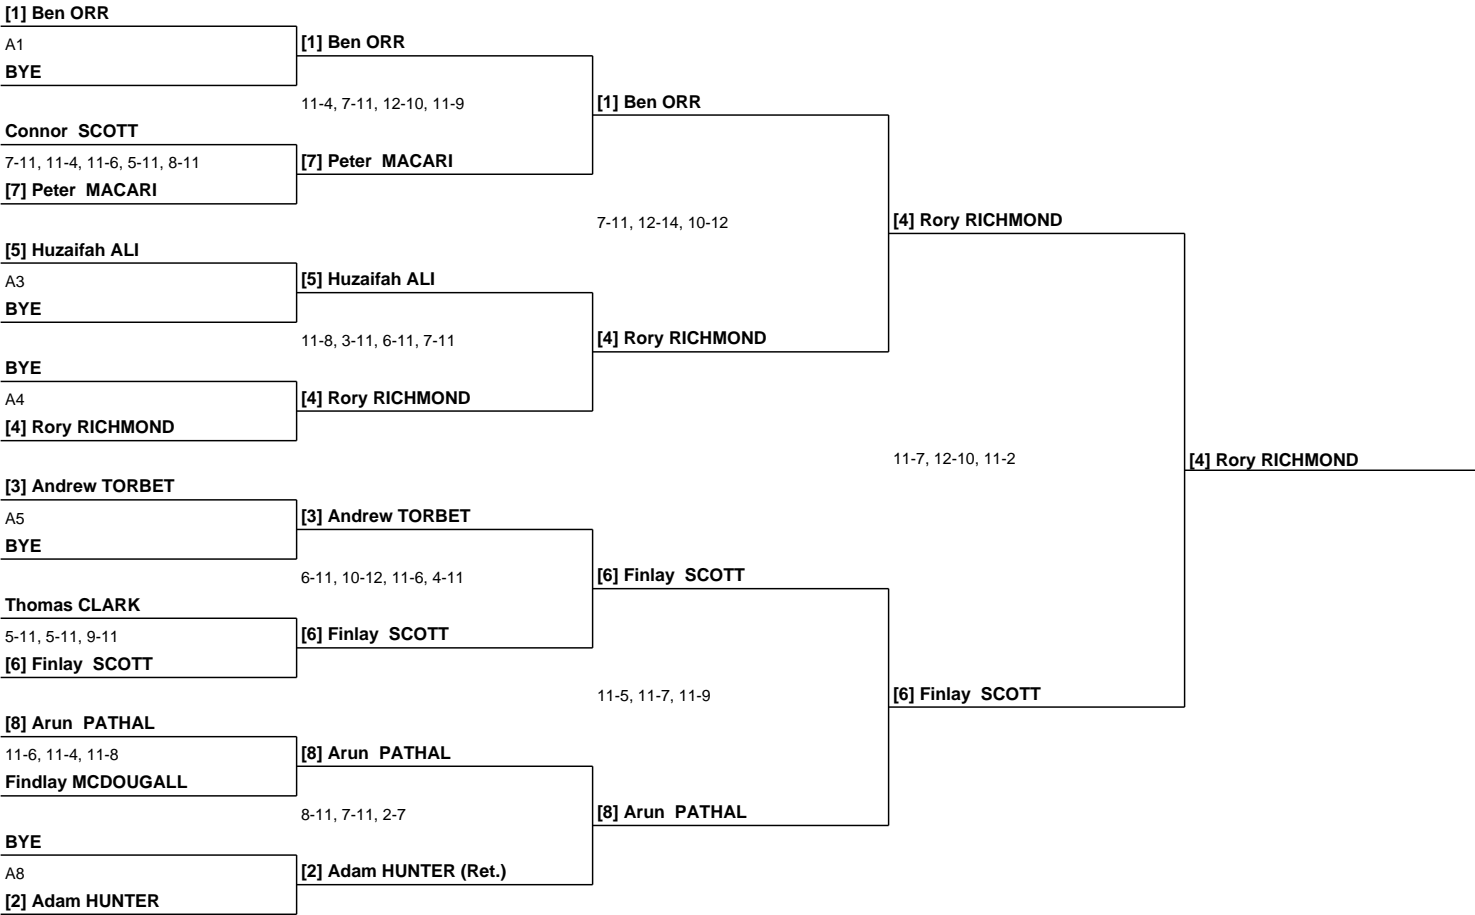 [1] Ben ORR
A1
BYE
Connor  SCOTT
7-11, 11-4, 11-6, 5-11, 8-11
[7] Peter  MACARI
[5] Huzaifah ALI
A3
BYE
BYE
A4
[4] Rory RICHMOND
[3] Andrew TORBET
A5
BYE
Thomas CLARK
5-11, 5-11, 9-11
[6] Finlay  SCOTT
[8] Arun  PATHAL
11-6, 11-4, 11-8
Findlay MCDOUGALL
BYE
A8
[2] Adam HUNTER
[1] Ben ORR
11-4, 7-11, 12-10, 11-9
[7] Peter  MACARI
[5] Huzaifah ALI
11-8, 3-11, 6-11, 7-11
[4] Rory RICHMOND
[3] Andrew TORBET
6-11, 10-12, 11-6, 4-11
[6] Finlay  SCOTT
[8] Arun  PATHAL
8-11, 7-11, 2-7
[2] Adam HUNTER (Ret.)
[1] Ben ORR
7-11, 12-14, 10-12
[4] Rory RICHMOND
[6] Finlay  SCOTT
11-5, 11-7, 11-9
[8] Arun  PATHAL
[4] Rory RICHMOND
11-7, 12-10, 11-2
[6] Finlay  SCOTT
[4] Rory RICHMOND